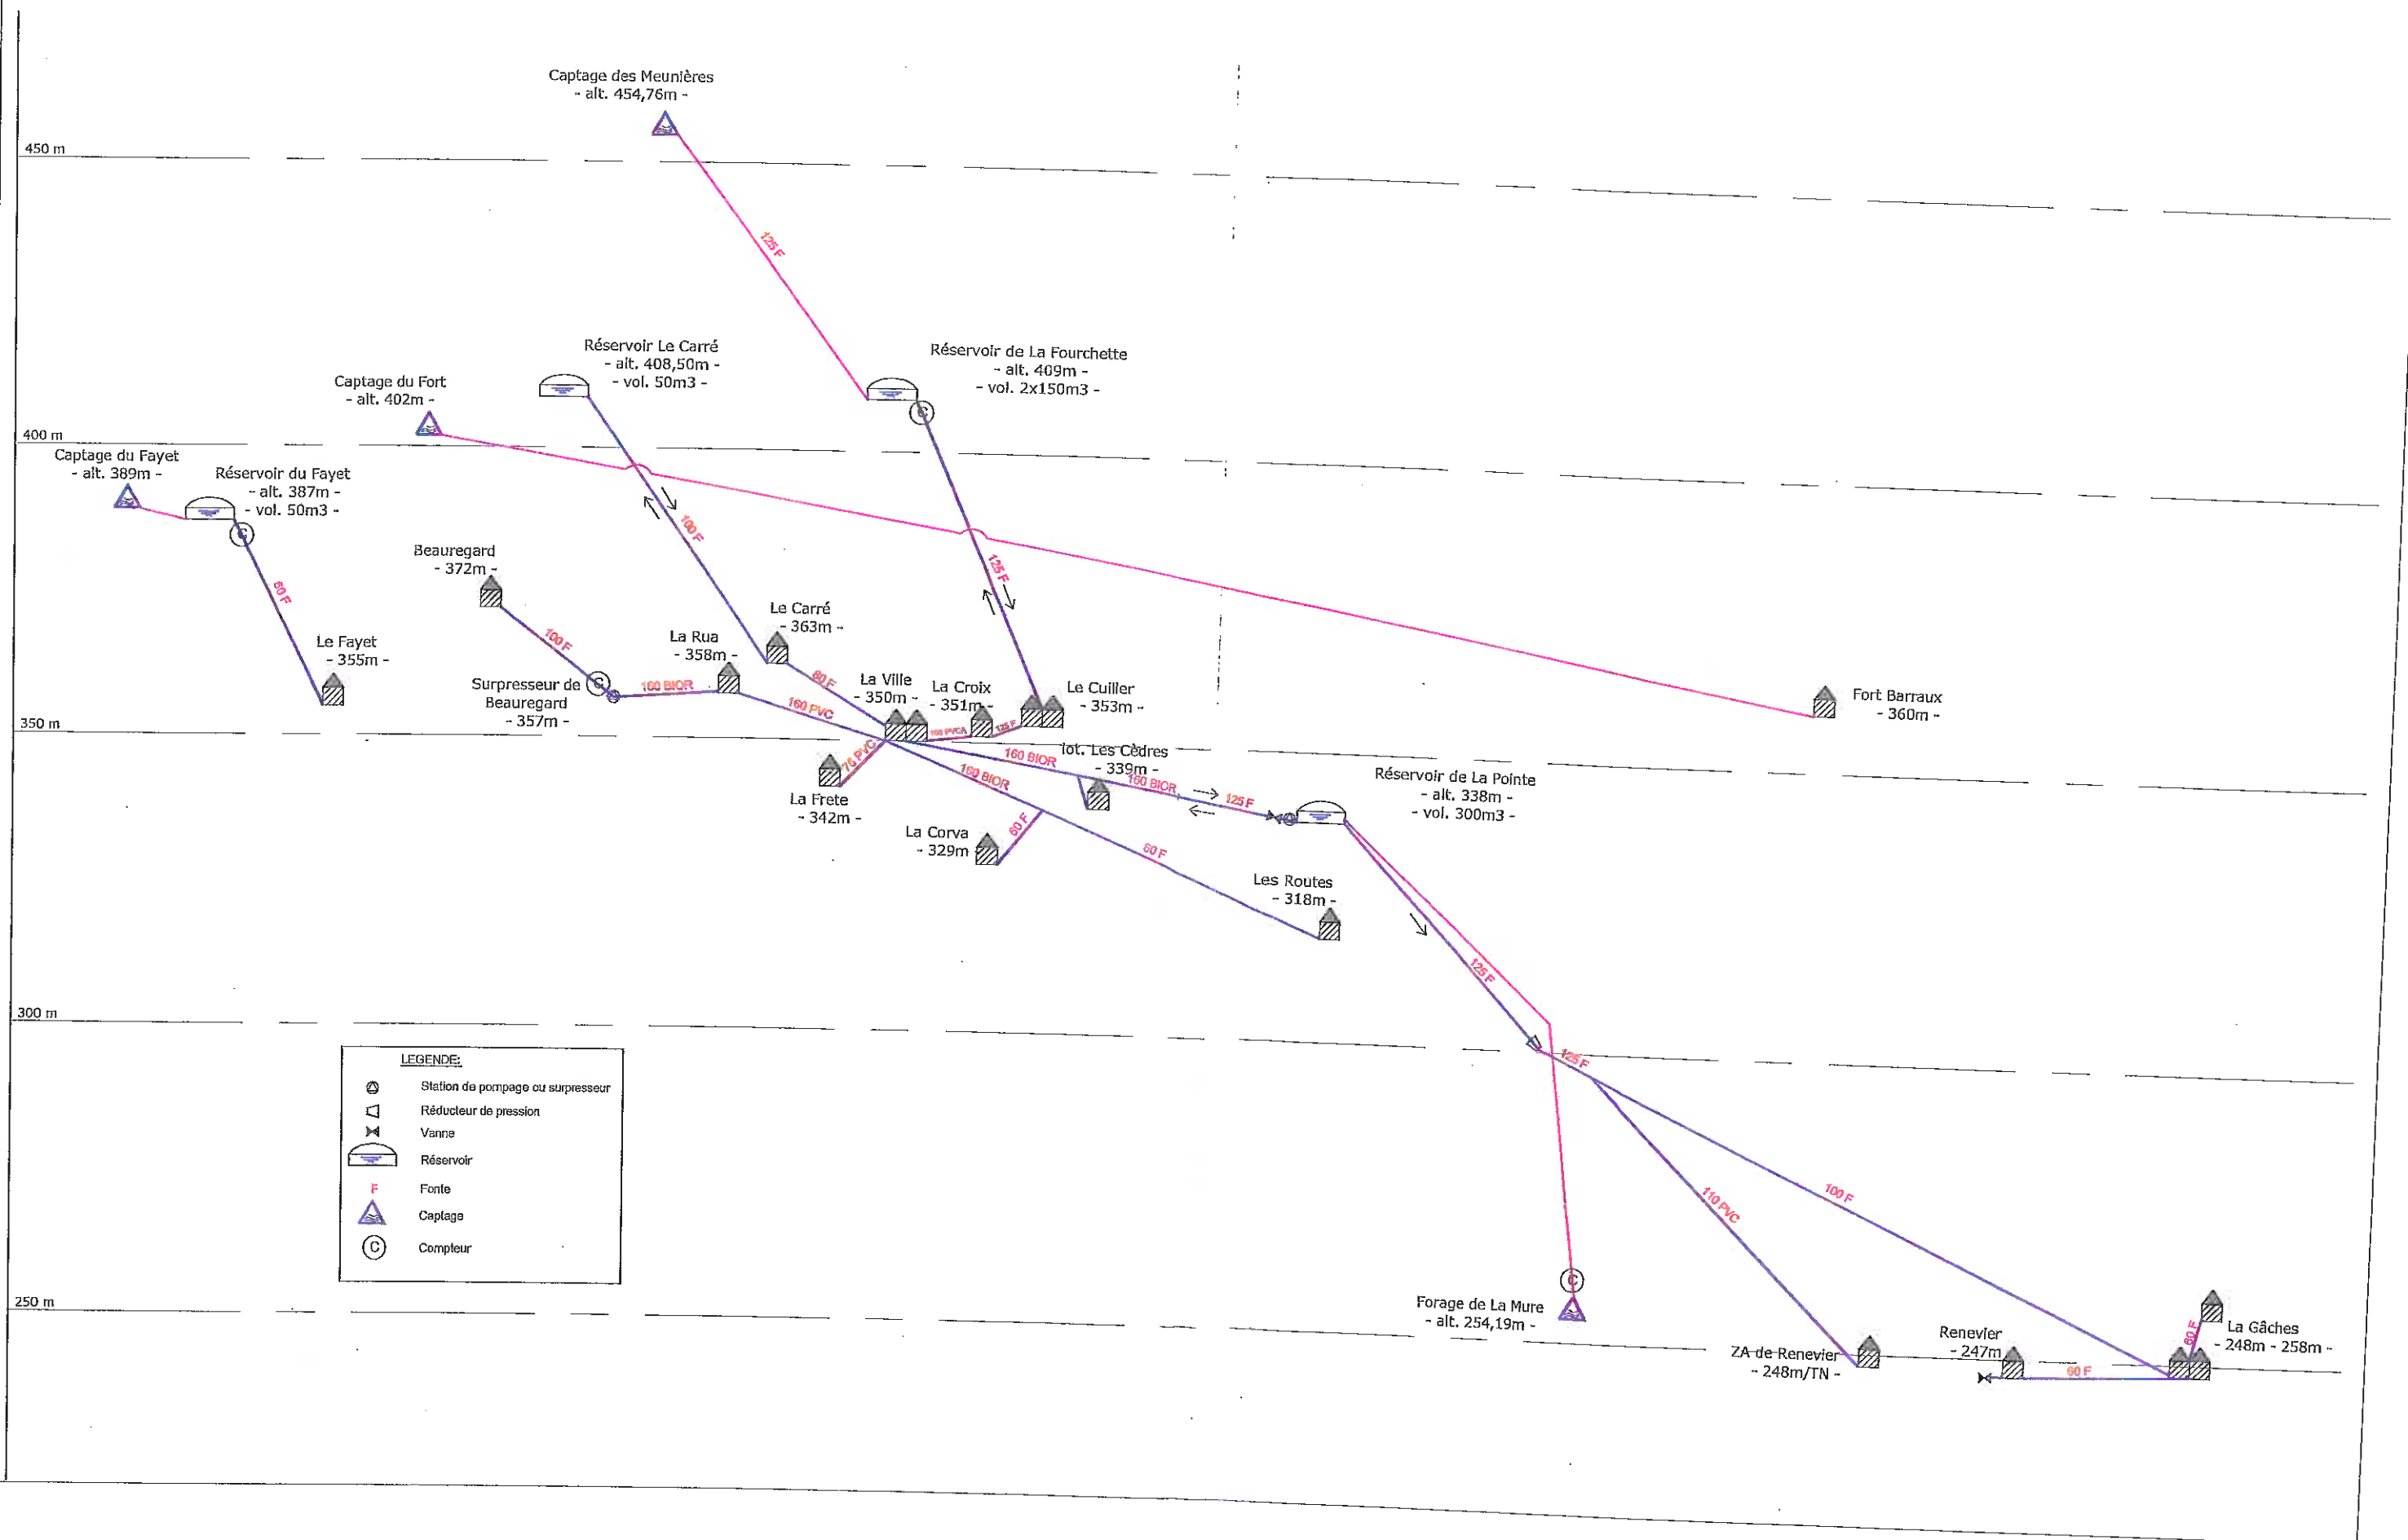 Captage des Meunières
- alt. 454,76m -
450 m
125 F
Réservoir Le Carré
- alt. 408,50m -
- vol. 50m3 -
Réservoir de La Fourchette
- alt. 409m -
- vol. 2x150m3 -
C
Captage du Fort
- alt. 402m -
400 m
Captage du Fayet
- alt. 389m -
Réservoir du Fayet
- alt. 387m -
- vol. 50m3 -
C
100 F
125 F
Beauregard
- 372m -
60 F
Le Carré
- 363m -
100 F
La Rua
- 358m -
Le Fayet
- 355m -
Surpresseur de
Beauregard
- 357m -
C
160 BIOR
80 F
La Ville
- 350m -
La Croix
- 351m -
Le Cuiller
- 353m -
Fort Barraux
- 360m -
160 PVC
125 F
350 m
75 PVC
160 BIOR
160 BIOR
lot. Les Cèdres
- 339m -
160 BIOR
125 F
Réservoir de La Pointe
- alt. 338m -
- vol. 300m3 -
La Frete
- 342m -
La Corva
- 329m
60 F
60 F
Les Routes
- 318m -
125 F
300 m
125 F
LEGENDE:
Station de pompage ou surpresseur
Réducteur de pression
Vanne
Réservoir
F Fonte
Captage
C Compteur
110 PVC
100 F
250 m
C
Forage de La Mure
- alt. 254,19m -
ZA de Renevier
- 248m/TN -
Renevier
- 247m
60 F
60 F
La Gâches
- 248m - 258m -